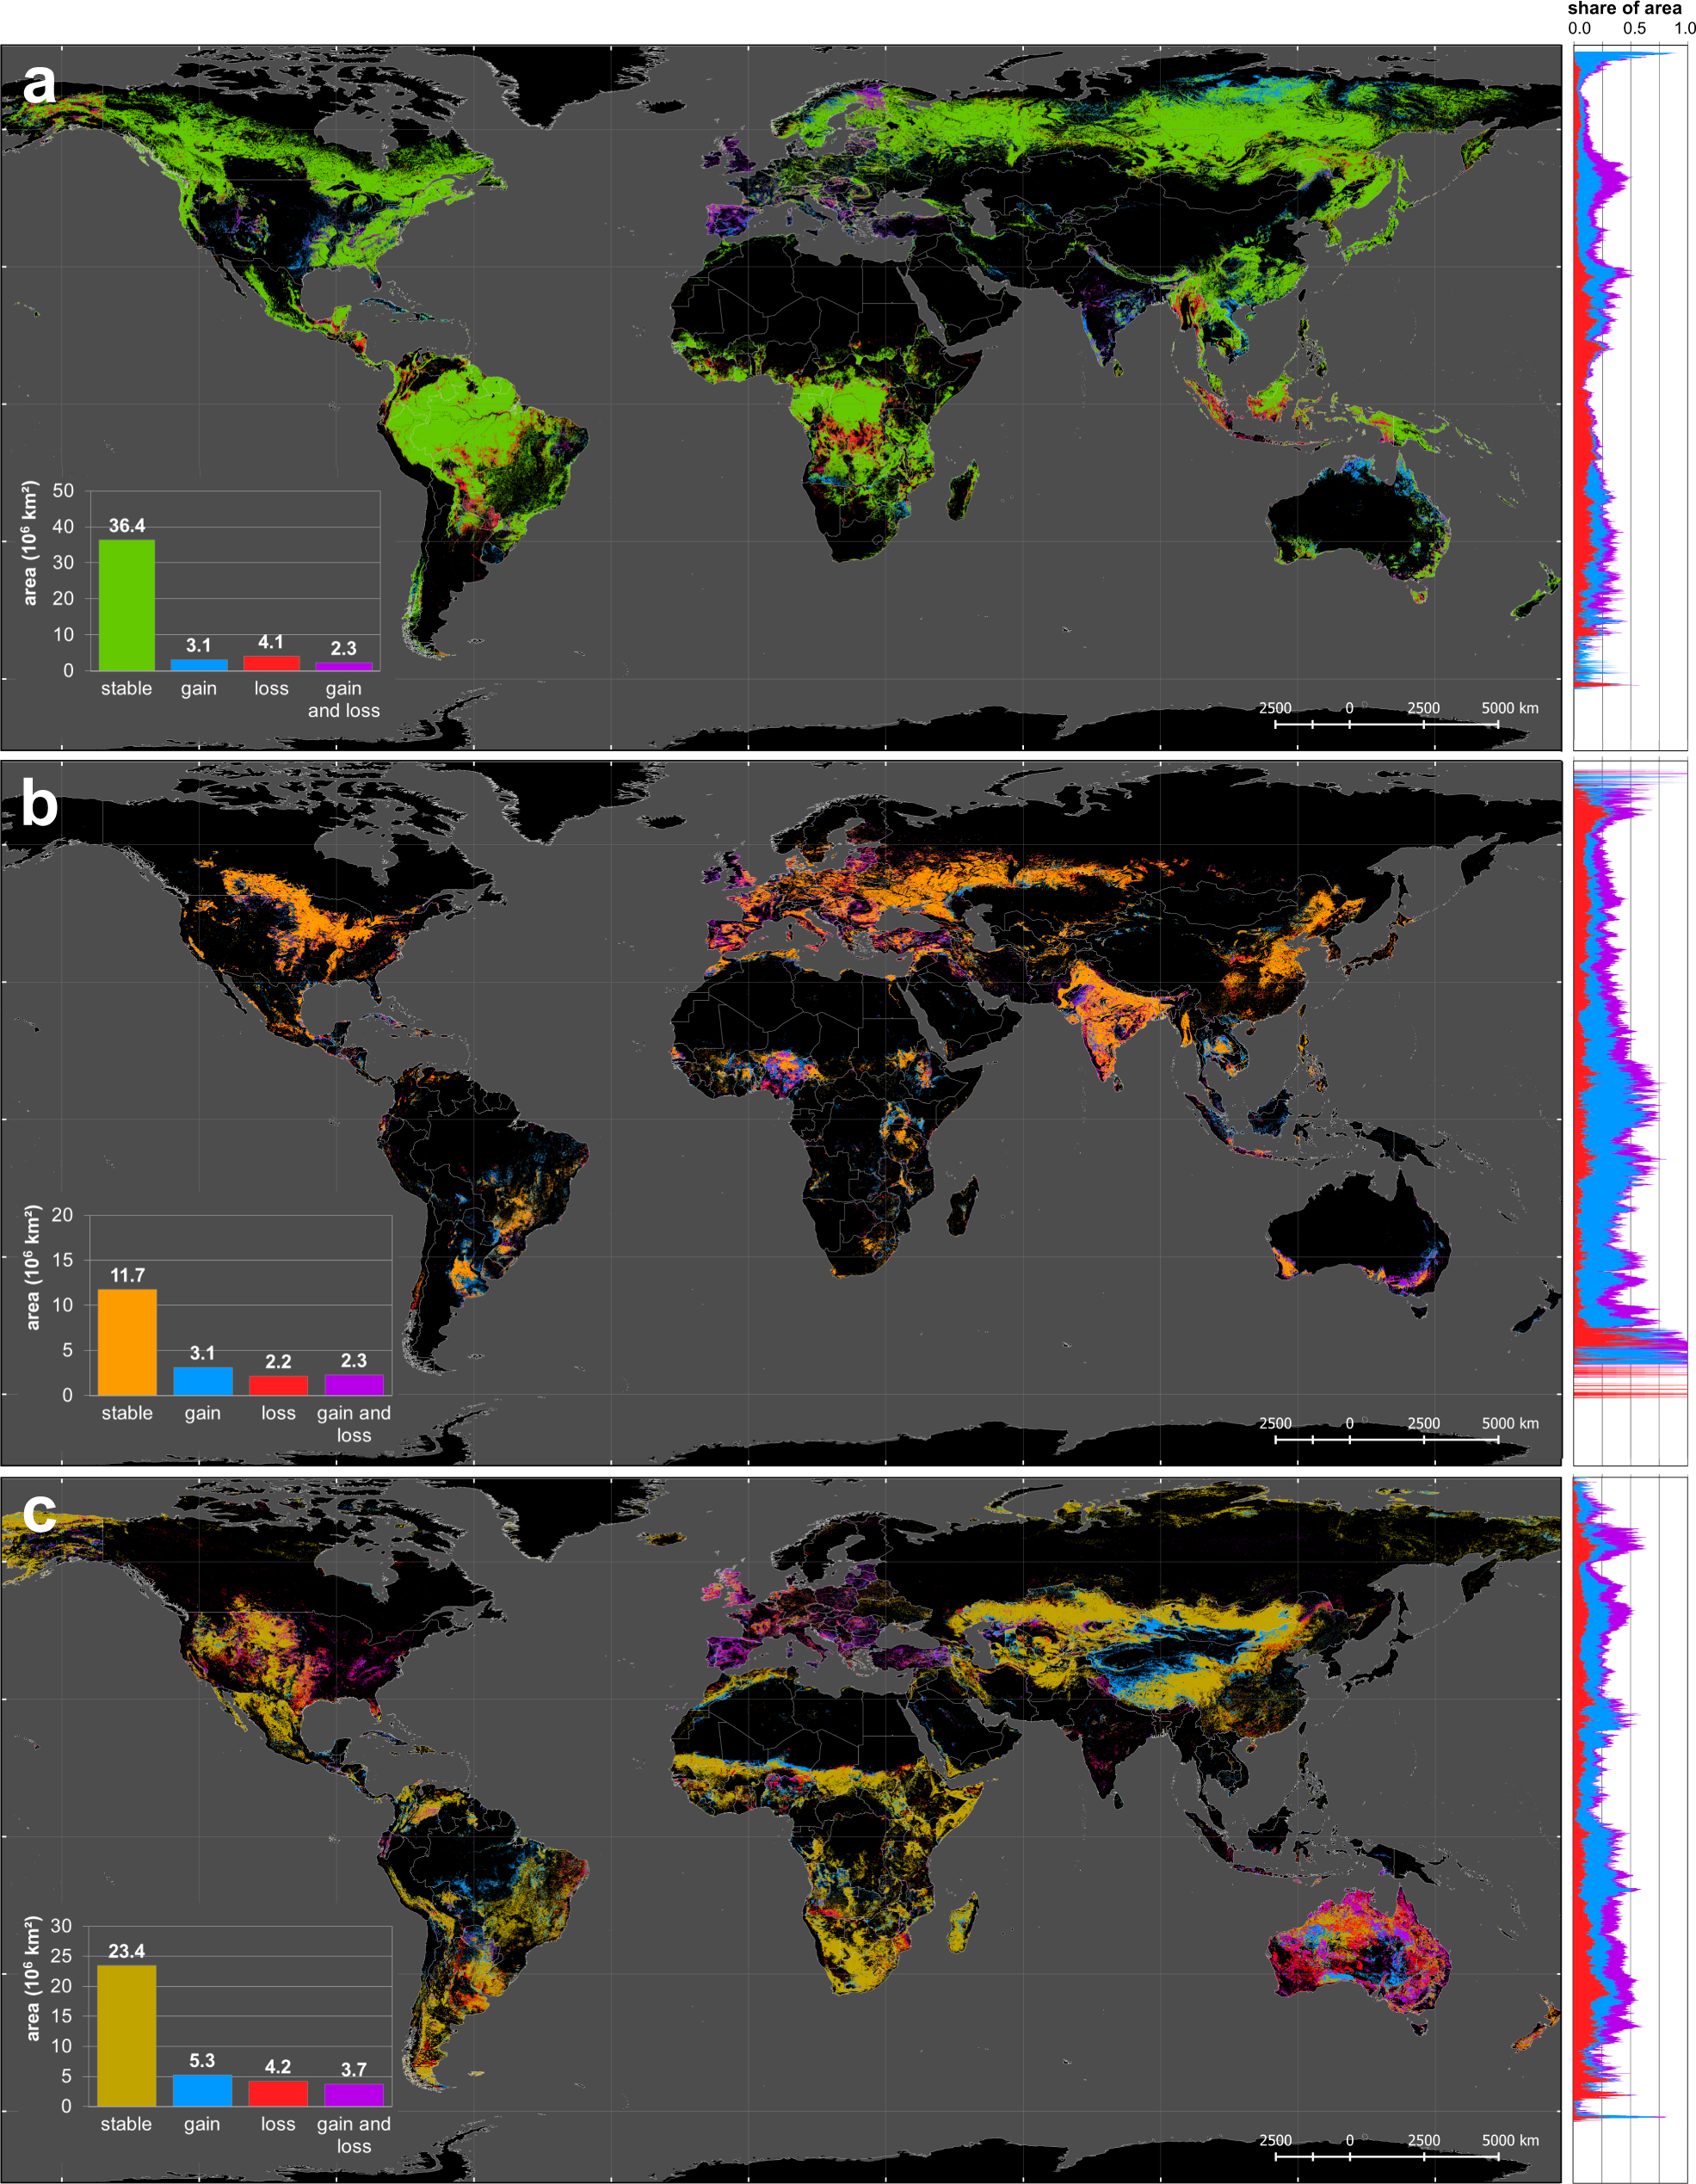 share of area
0.0 0.5 1.0
a
area (10⁶ km²)
50
40
30
20
10
0
36.4
3.1
4.1
2.3
stable gain loss gain
and loss
2500 0 2500 5000 km
b
area (10⁶ km²)
20
15
10
5
0
11.7
3.1
2.2
2.3
stable gain loss gain and
loss
2500 0 2500 5000 km
c
area (10⁶ km²)
30
25
20
15
10
5
0
23.4
5.3
4.2
3.7
stable gain loss gain and
loss
2500 0 2500 5000 km